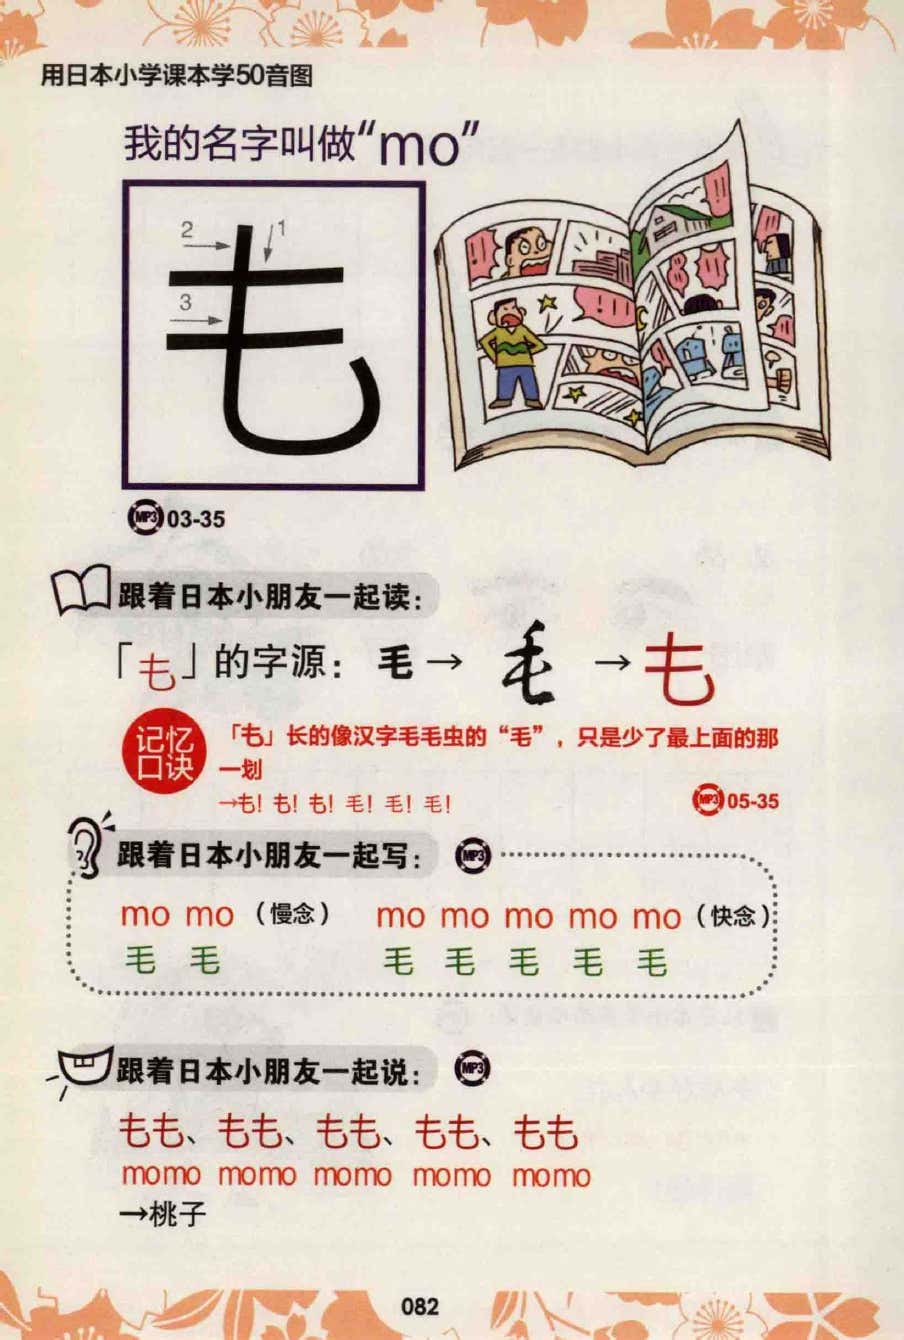 用日本小学课本学50音图
我的名字叫做“mo”
も
2
1
3
MP3 03-35
跟着日本小朋友一起读：
「も」的字源：毛→毛→も
记忆
口诀
「も」长的像汉字毛毛虫的“毛”，只是少了最上面的那
一划
→も！も！も！毛！毛！毛！
MP3 05-35
跟着日本小朋友一起写： MP3
mo mo（慢念） mo mo mo mo mo（快念）
毛 毛 毛 毛 毛 毛 毛
跟着日本小朋友一起说： MP3
もも、もも、もも、もも、もも
momo momo momo momo momo
→桃子
082